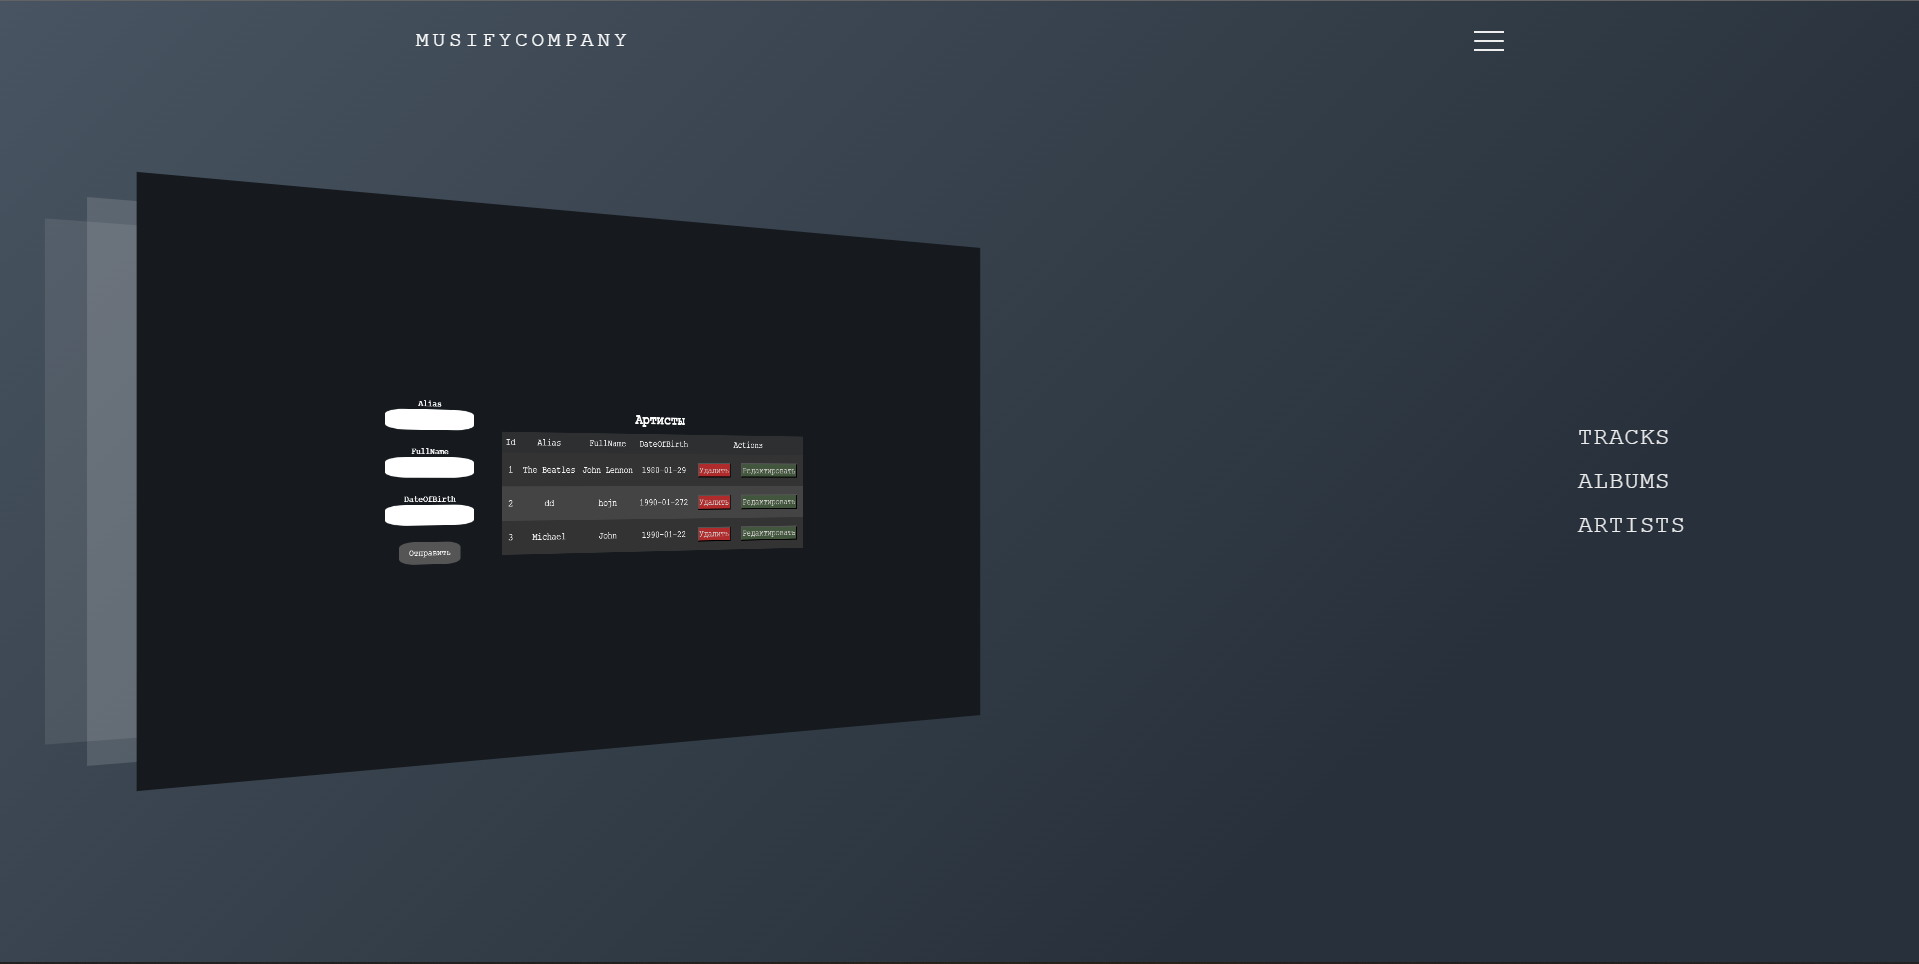 MUSIFYCOMPANY
Alias
FullName
DateOfBirth
Отправить
Артисты
Id Alias FullName DateOfBirth Actions
1 The Beatles John Lennon 1980-01-29 Удалить Редактировать
2 dd hojn 1990-01-272 Удалить Редактировать
3 Michael John 1990-01-22 Удалить Редактировать
TRACKS
ALBUMS
ARTISTS